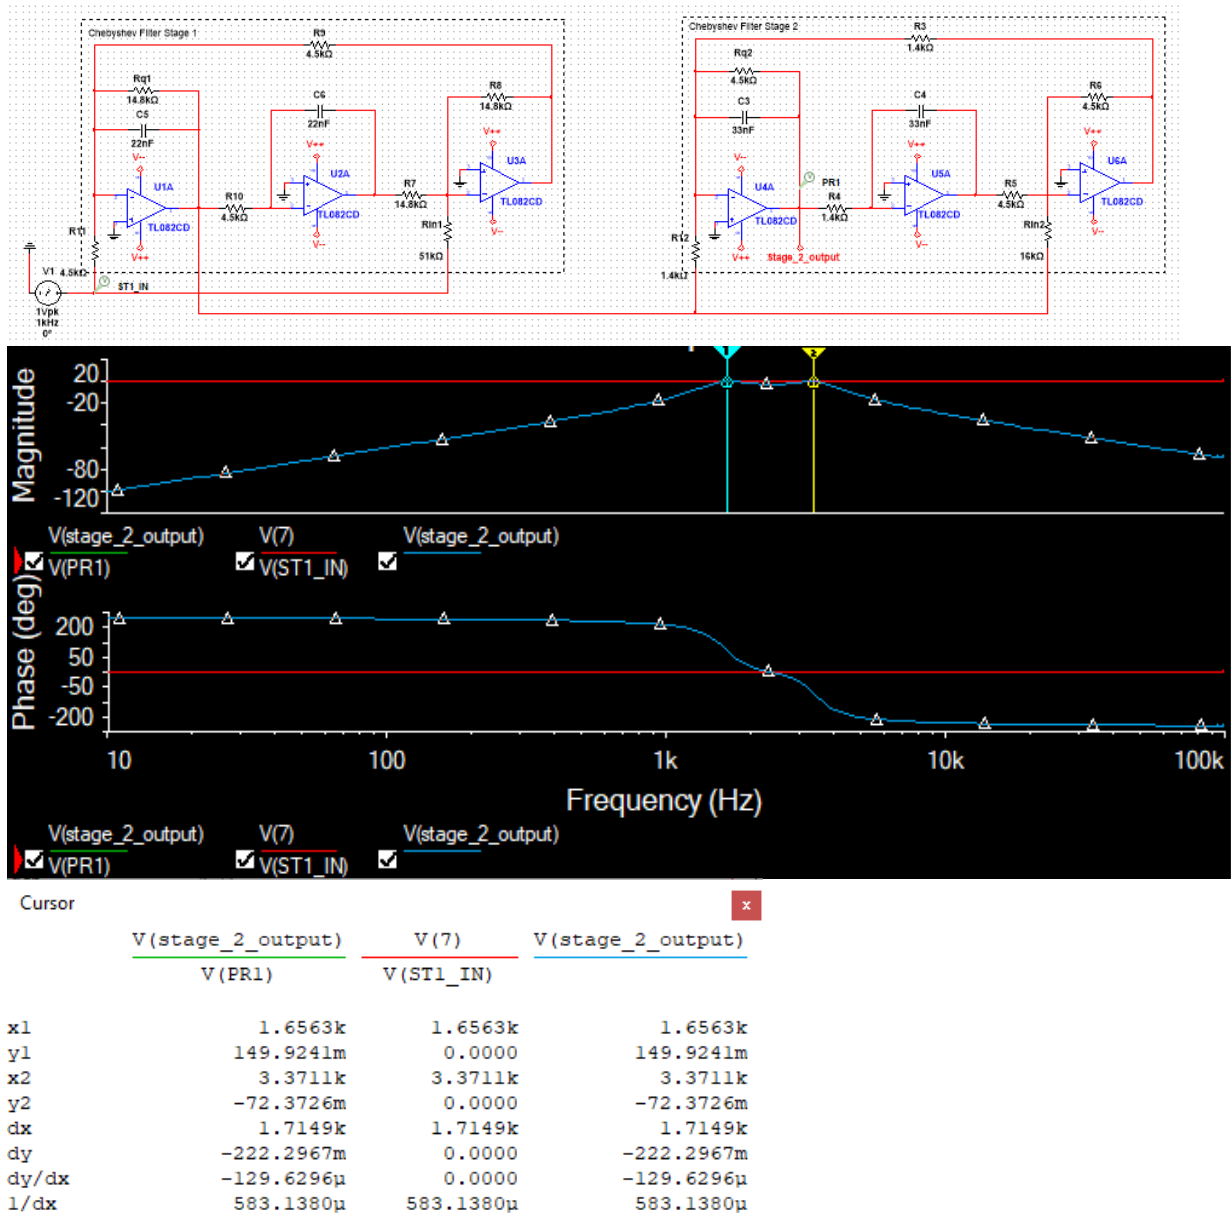 Chebyshev Filter Stage 1
R9
4.5kΩ
Rq1
14.8kΩ
C5
22nF
V--
U1A
TL082CD
V++
R10
4.5kΩ
C6
22nF
V++
U2A
TL082CD
V--
R7
14.8kΩ
R8
14.8kΩ
V++
U3A
TL082CD
V--
Rin1
51kΩ
R11
4.5kΩ
V1
1Vpk
1kHz
0°
ST1_IN
Chebyshev Filter Stage 2
R3
1.4kΩ
Rq2
4.5kΩ
C3
33nF
V--
U4A
TL082CD
V++
PR1
R4
1.4kΩ
Stage_2_output
C4
33nF
V++
U5A
TL082CD
V--
R5
4.5kΩ
R6
4.5kΩ
V++
U6A
TL082CD
V--
Rin2
16kΩ
R12
1.4kΩ
1
2
Magnitude
20
-20
-80
-120
V(stage_2_output) V(7) V(stage_2_output)
V(PR1) V(ST1_IN)
Phase (deg)
200
50
-50
-200
10 100 1k 10k 100k
Frequency (Hz)
V(stage_2_output) V(7) V(stage_2_output)
V(PR1) V(ST1_IN)
Cursor x
V(stage_2_output) V(7) V(stage_2_output)
V(PR1) V(ST1_IN)
x1 1.6563k 1.6563k 1.6563k
y1 149.9241m 0.0000 149.9241m
x2 3.3711k 3.3711k 3.3711k
y2 -72.3726m 0.0000 -72.3726m
dx 1.7149k 1.7149k 1.7149k
dy -222.2967m 0.0000 -222.2967m
dy/dx -129.6296µ 0.0000 -129.6296µ
1/dx 583.1380µ 583.1380µ 583.1380µ